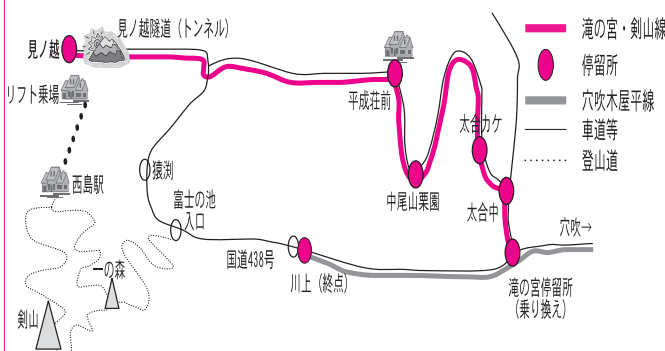 見ノ越隧道（トンネル）
見ノ越
リフト乗場
西島駅
猿渕
富士の池
入口
一の森
剣山
国道438号
川上（終点）
平成荘前
中尾山栗園
太合カケ
太合中
穴吹→
滝の宮停留所
（乗り換え）
滝の宮・剣山線
停留所
穴吹木屋平線
車道等
登山道